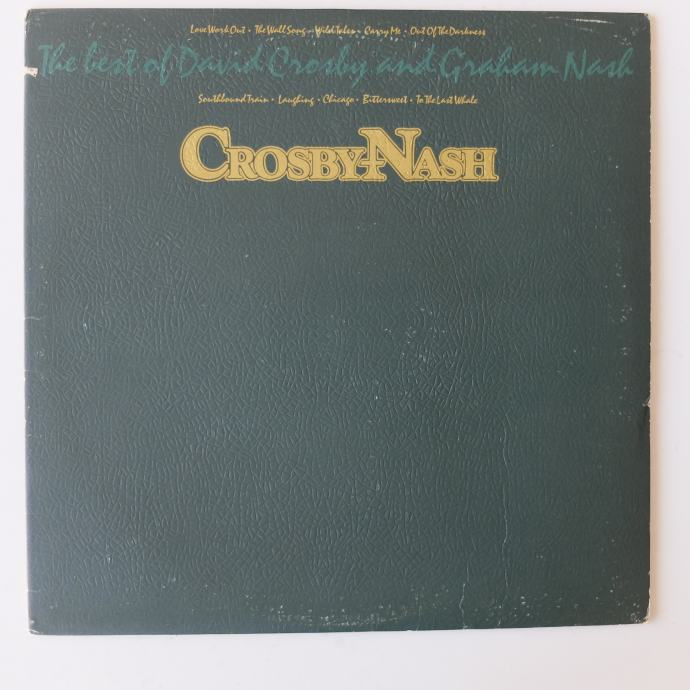 Love Work Out · The Wall Song · Wild Tales · Carry Me · Out Of The Darkness
The best of David Crosby and Graham Nash
Southbound Train · Laughing · Chicago · Bittersweet · To The Last Whale
CROSBY-NASH